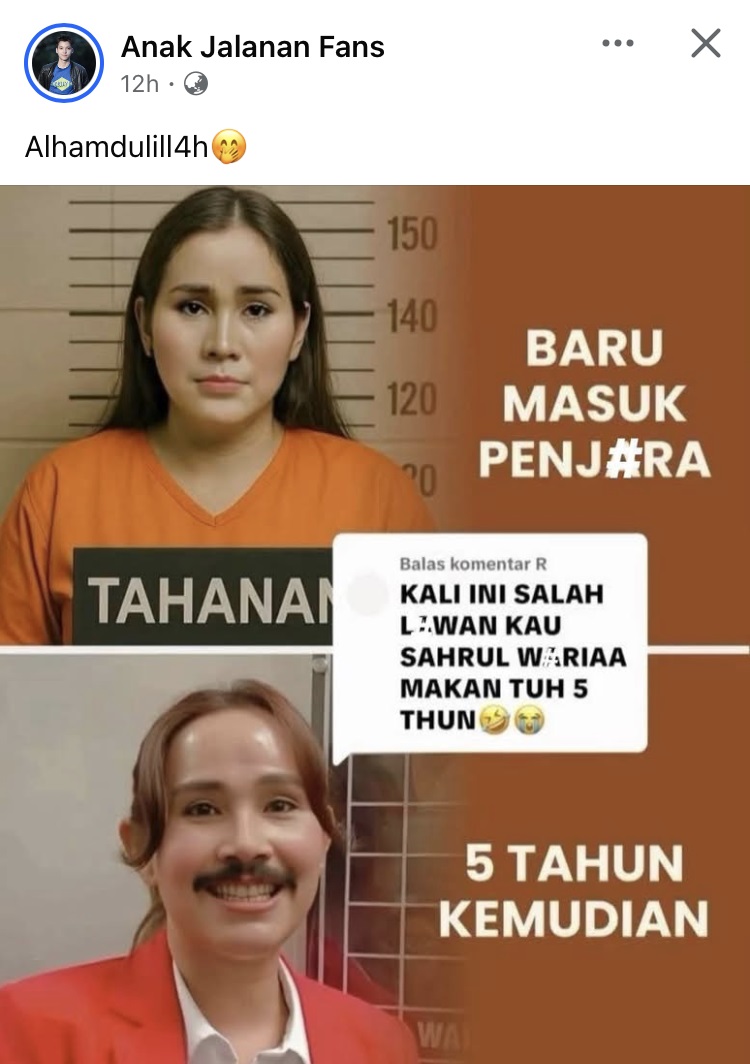 Anak Jalanan Fans
12h ·
Alhamdulill4h🤭
150
140
120
BARU
MASUK
PENJ#RA
TAHANAN
Balas komentar R
KALI INI SALAH
L#WAN KAU
SAHRUL W#RIAA
MAKAN TUH 5
THUN🤣😭
5 TAHUN
KEMUDIAN